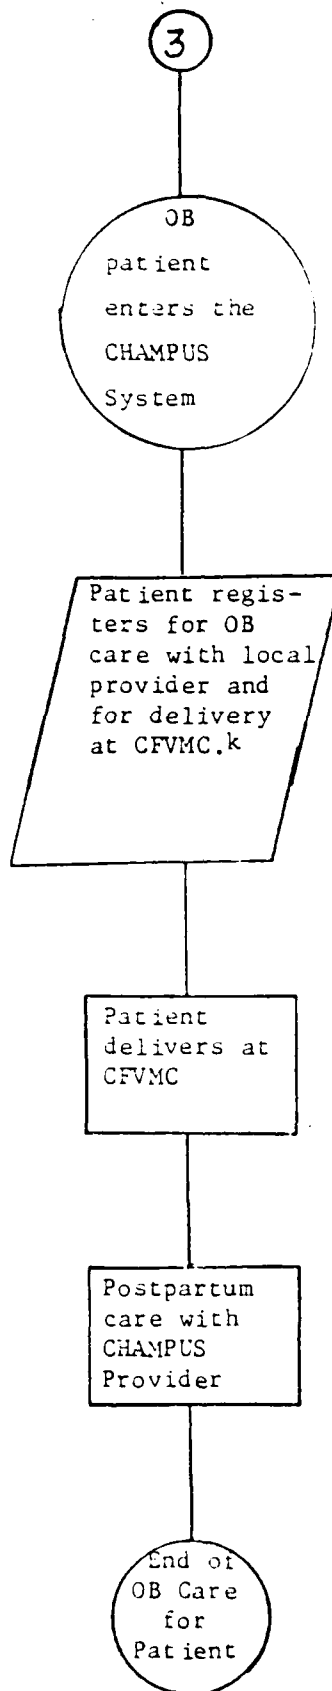 3
OB
patient
enters the
CHAMPUS
System
Patient regis-
ters for OB
care with local
provider and
for delivery
at CFVMC.k
Patient
delivers at
CFVMC
Postpartum
care with
CHAMPUS
Provider
End of
OB Care
for
Patient